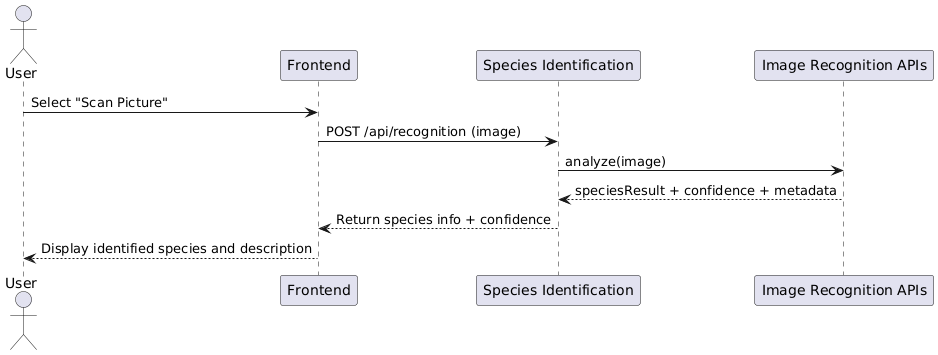 User
Frontend
Species Identification
Image Recognition APIs
Select "Scan Picture"
POST /api/recognition (image)
analyze(image)
speciesResult + confidence + metadata
Return species info + confidence
Display identified species and description
User
Frontend
Species Identification
Image Recognition APIs